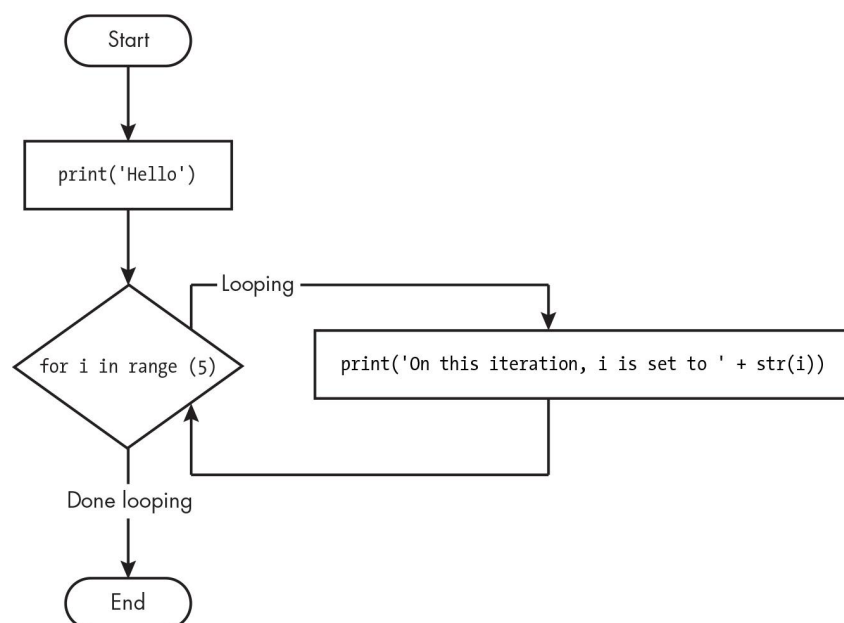 Start
print('Hello')
Looping
for i in range (5)
print('On this iteration, i is set to ' + str(i))
Done looping
End